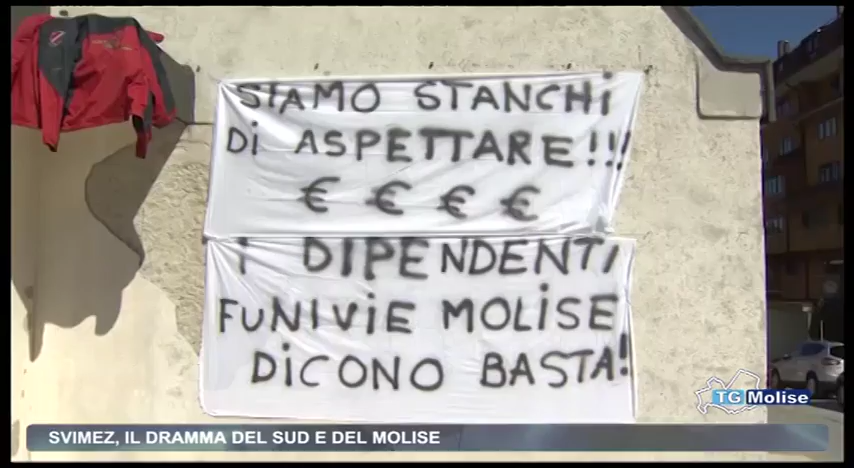 SiAMO STANCHi
Di ASPETTARE!!!
€ € € €
i DIPENDENTi
FUNiViE MOLiSE
DiCONO BASTA!
TG Molise
SVIMEZ, IL DRAMMA DEL SUD E DEL MOLISE